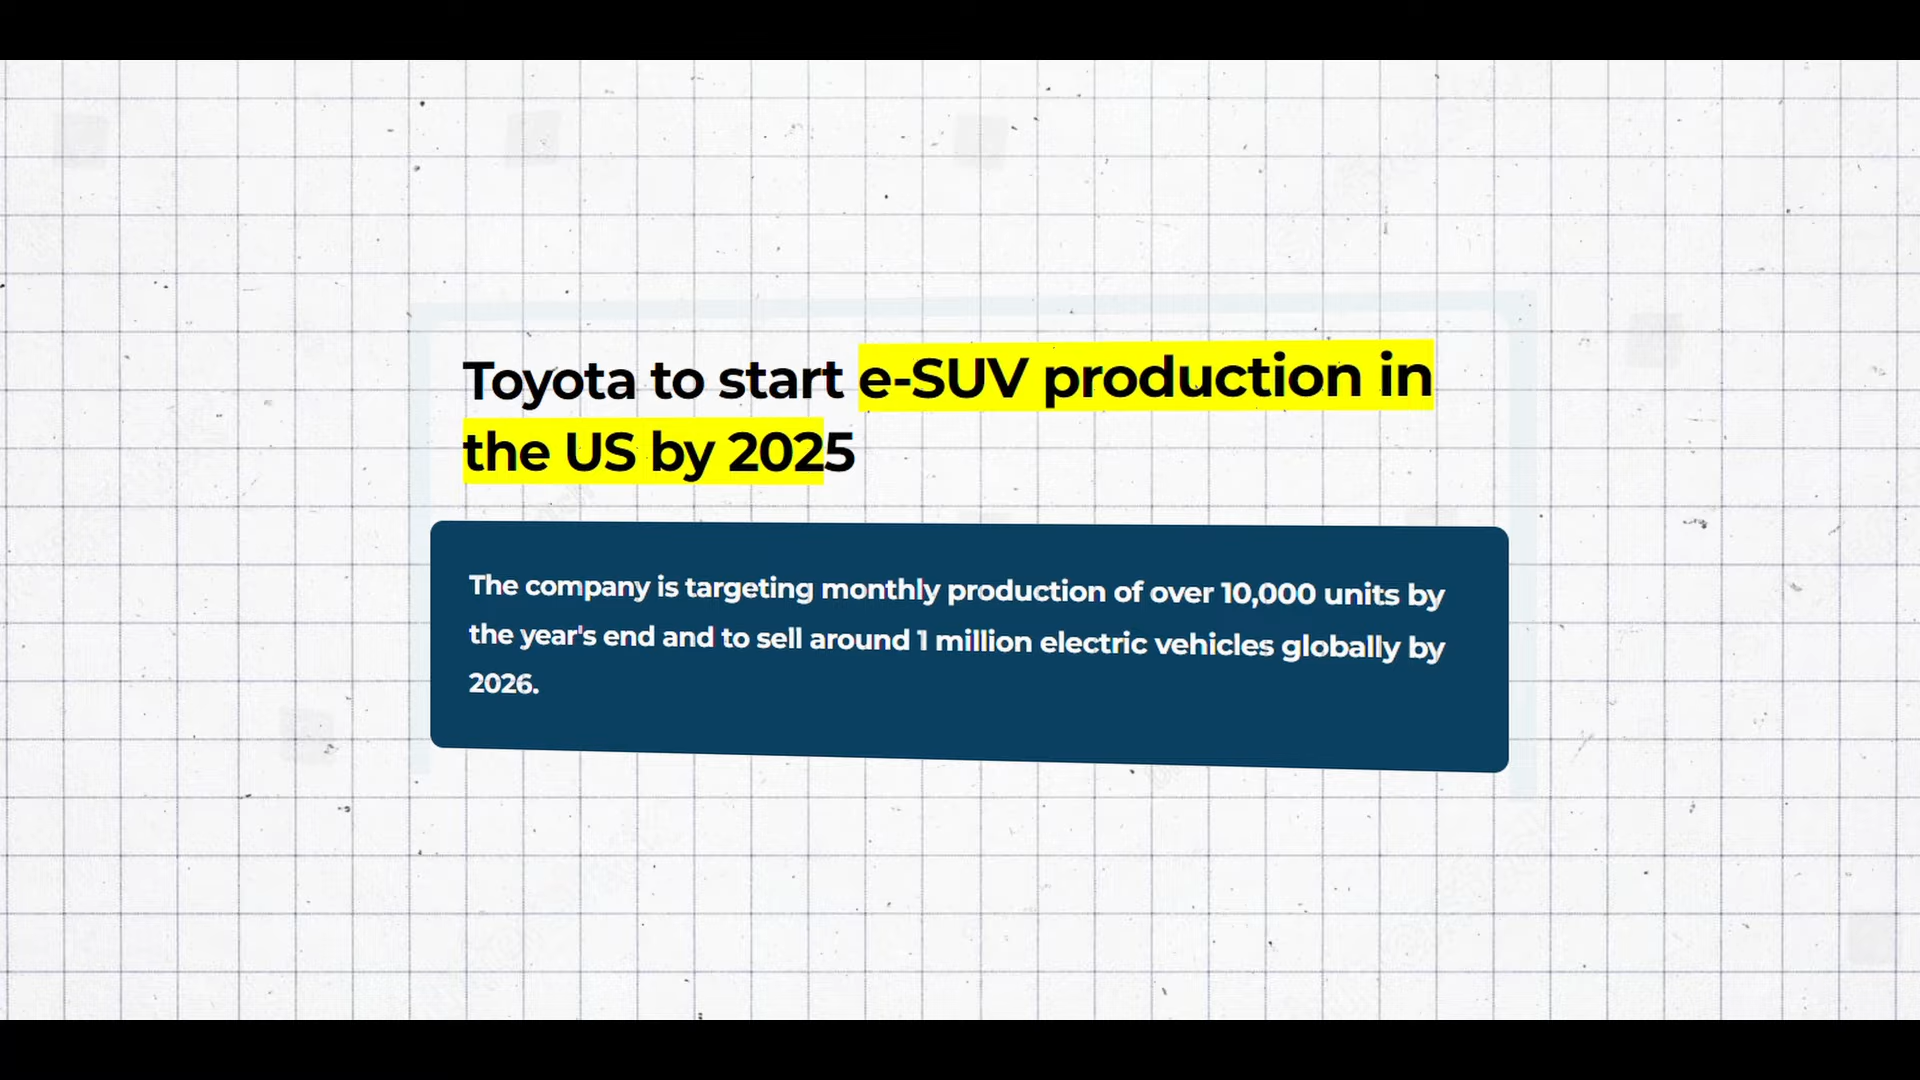 Toyota to start e-SUV production in
the US by 2025
The company is targeting monthly production of over 10,000 units by
the year's end and to sell around 1 million electric vehicles globally by
2026.